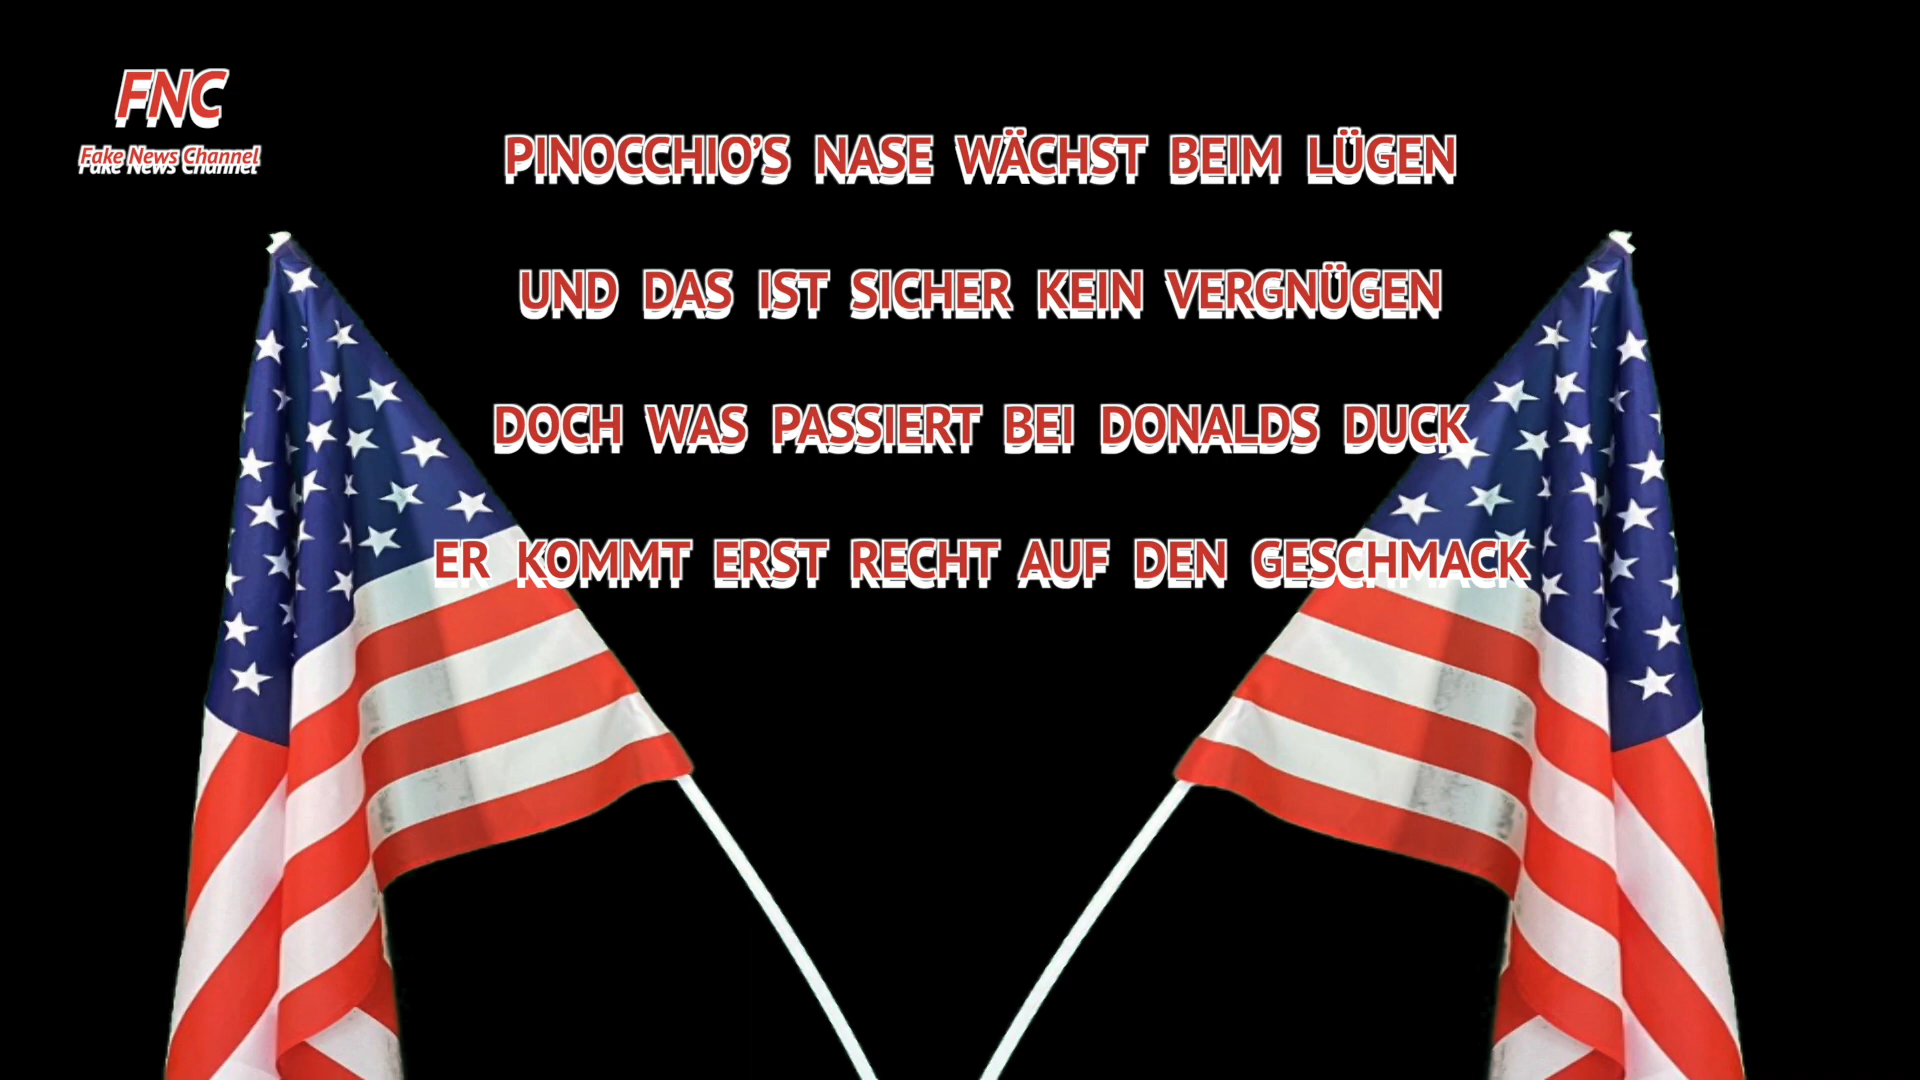 FNC
Fake News Channel
PINOCCHIO’S NASE WÄCHST BEIM LÜGEN
UND DAS IST SICHER KEIN VERGNÜGEN
DOCH WAS PASSIERT BEI DONALDS DUCK
ER KOMMT ERST RECHT AUF DEN GESCHMACK